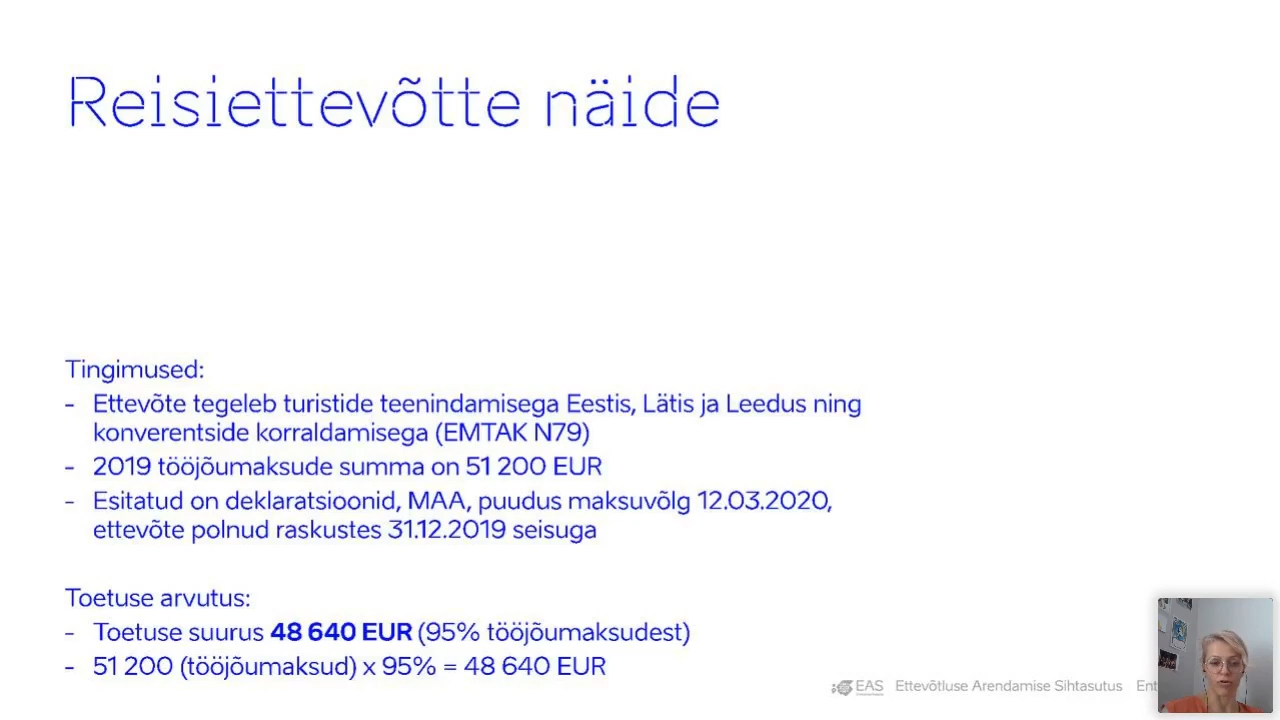 Reisiettevõtte näide
Tingimused:
- Ettevõte tegeleb turistide teenindamisega Eestis, Lätis ja Leedus ning
konverentside korraldamisega (EMTAK N79)
- 2019 tööjõumaksude summa on 51 200 EUR
- Esitatud on deklaratsioonid, MAA, puudus maksuvõlg 12.03.2020,
ettevõte polnud raskustes 31.12.2019 seisuga
Toetuse arvutus:
- Toetuse suurus 48 640 EUR (95% tööjõumaksudest)
- 51 200 (tööjõumaksud) x 95% = 48 640 EUR
EAS Ettevõtluse Arendamise Sihtasutus Ent